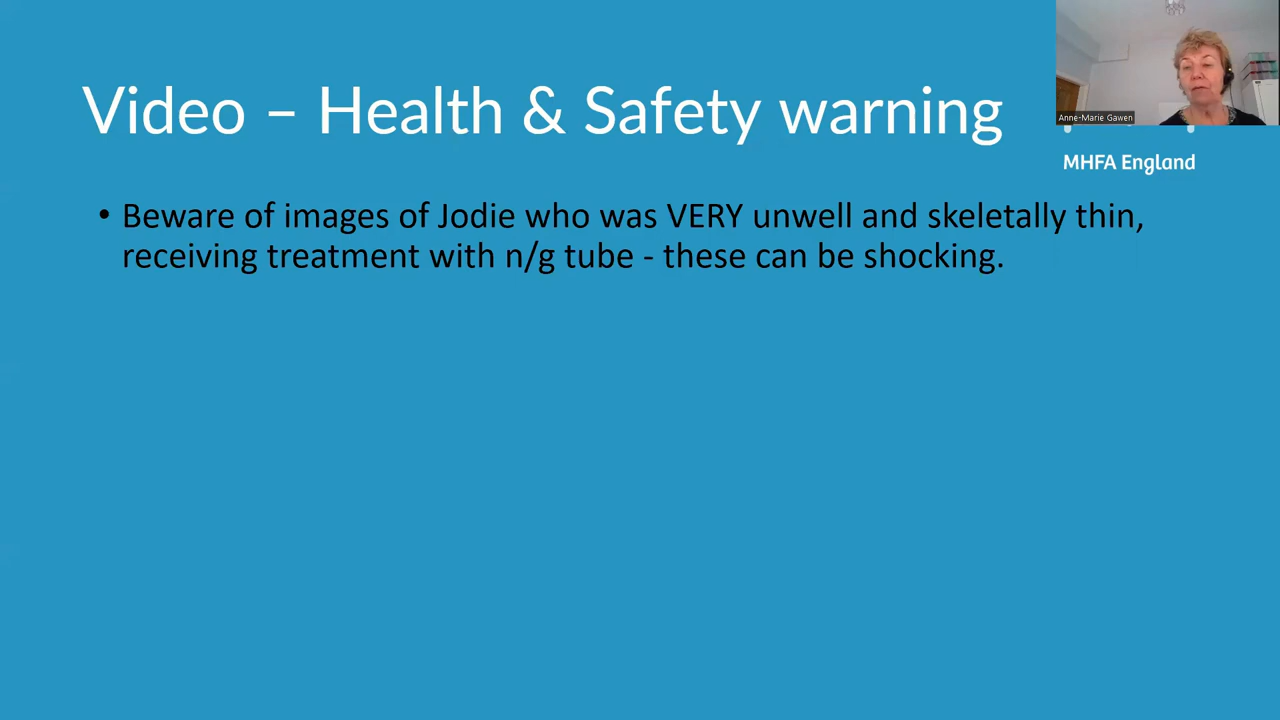 Video – Health & Safety warning
Anne-Marie Gawen
MHFA England
• Beware of images of Jodie who was VERY unwell and skeletally thin,
receiving treatment with n/g tube - these can be shocking.